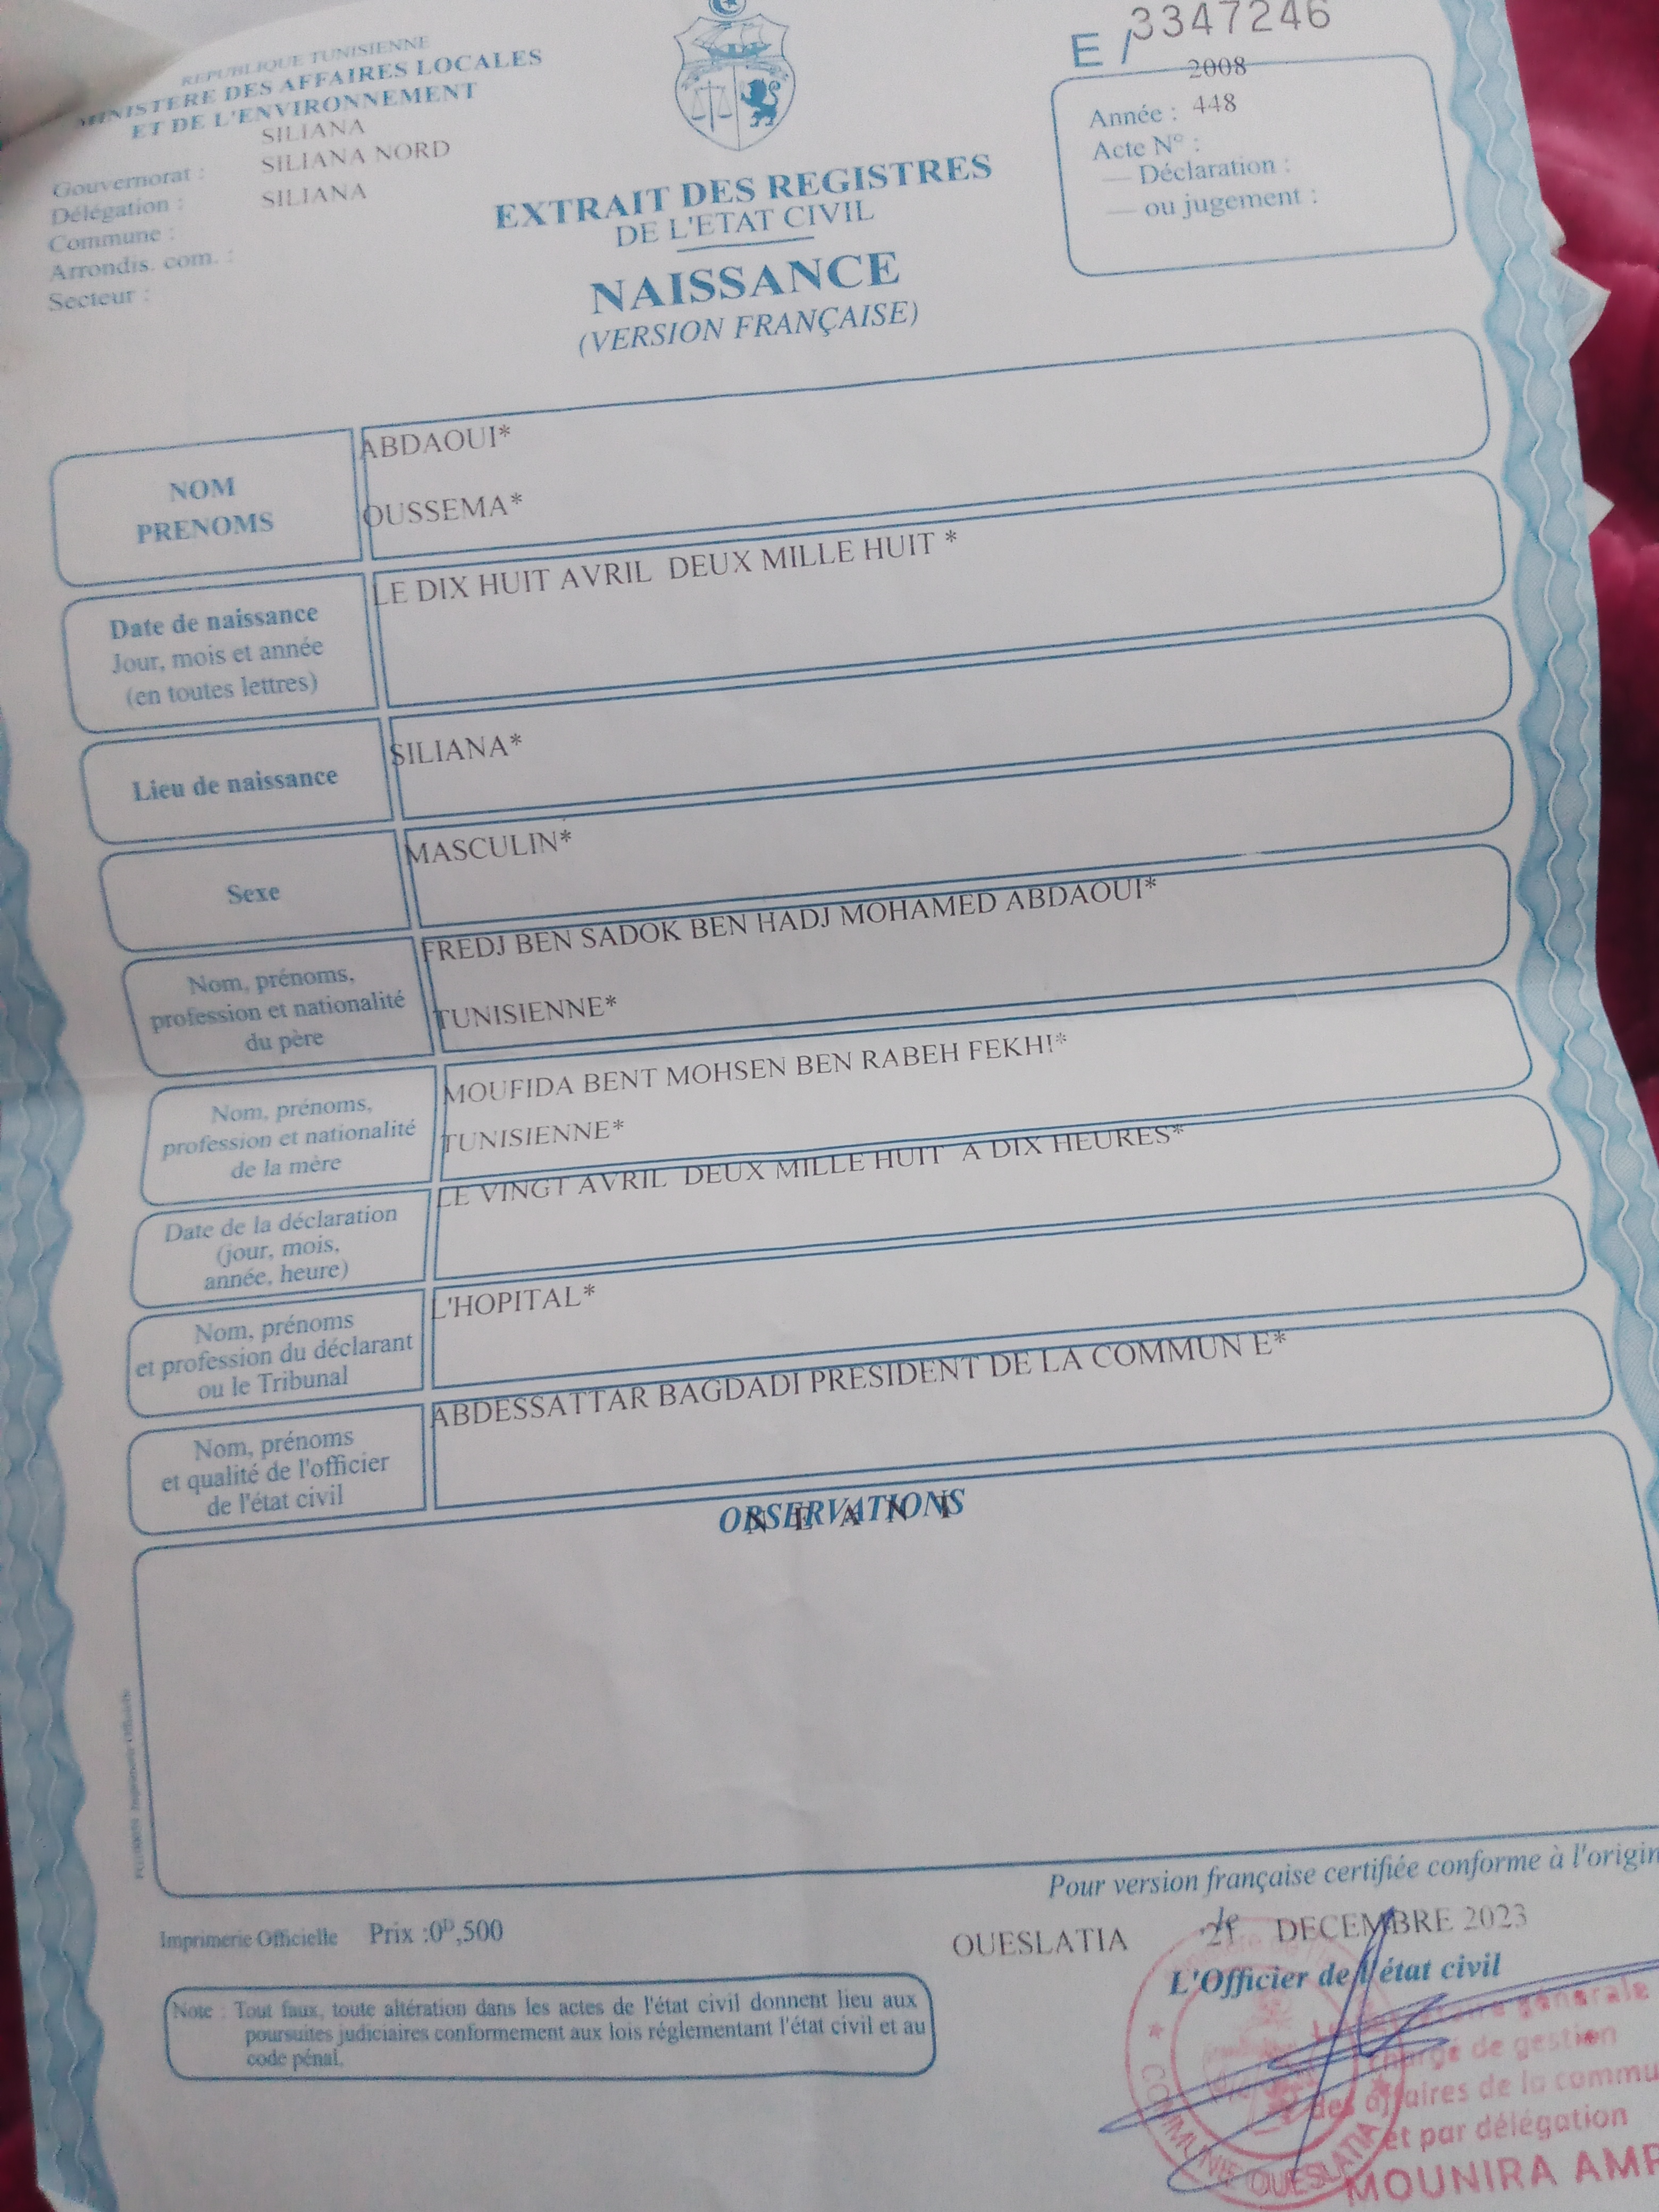 REPUBLIQUE TUNISIENNE
MINISTERE DES AFFAIRES LOCALES
ET DE L'ENVIRONNEMENT
SILIANA
Gouvernorat : SILIANA NORD
Délégation : SILIANA
Commune :
Arrondis. com. :
Secteur :
E / 3347246
2008
Année : 448
Acte N° :
— Déclaration :
— ou jugement :
EXTRAIT DES REGISTRES
DE L'ETAT CIVIL
NAISSANCE
(VERSION FRANÇAISE)
NOM
PRENOMS
ABDAOUI*
OUSSEMA*
Date de naissance
Jour, mois et année
(en toutes lettres)
LE DIX HUIT AVRIL DEUX MILLE HUIT *
Lieu de naissance
SILIANA*
Sexe
MASCULIN*
Nom, prénoms,
profession et nationalité
du père
FREDJ BEN SADOK BEN HADJ MOHAMED ABDAOUI*
TUNISIENNE*
Nom, prénoms,
profession et nationalité
de la mère
MOUFIDA BENT MOHSEN BEN RABEH FEKHI*
TUNISIENNE*
Date de la déclaration
(jour, mois,
année, heure)
LE VINGT AVRIL DEUX MILLE HUIT A DIX HEURES*
Nom, prénoms
et profession du déclarant
ou le Tribunal
L'HOPITAL*
Nom, prénoms
et qualité de l'officier
de l'état civil
ABDESSATTAR BAGDADI PRESIDENT DE LA COMMUN E*
OBSERVATIONS
N E A N T
Pour version française certifiée conforme à l'origin
OUESLATIA le 21 DECEMBRE 2023
L'Officier de l'état civil
Imprimerie Officielle Prix :0D,500
Note : Tout faux, toute altération dans les actes de l'état civil donnent lieu aux
poursuites judiciaires conformement aux lois réglementant l'état civil et au
code pénal.
générale
chargé de gestion
des affaires de la commu
et par délégation
MOUNIRA AMR
COMMUNE OUESLATIA